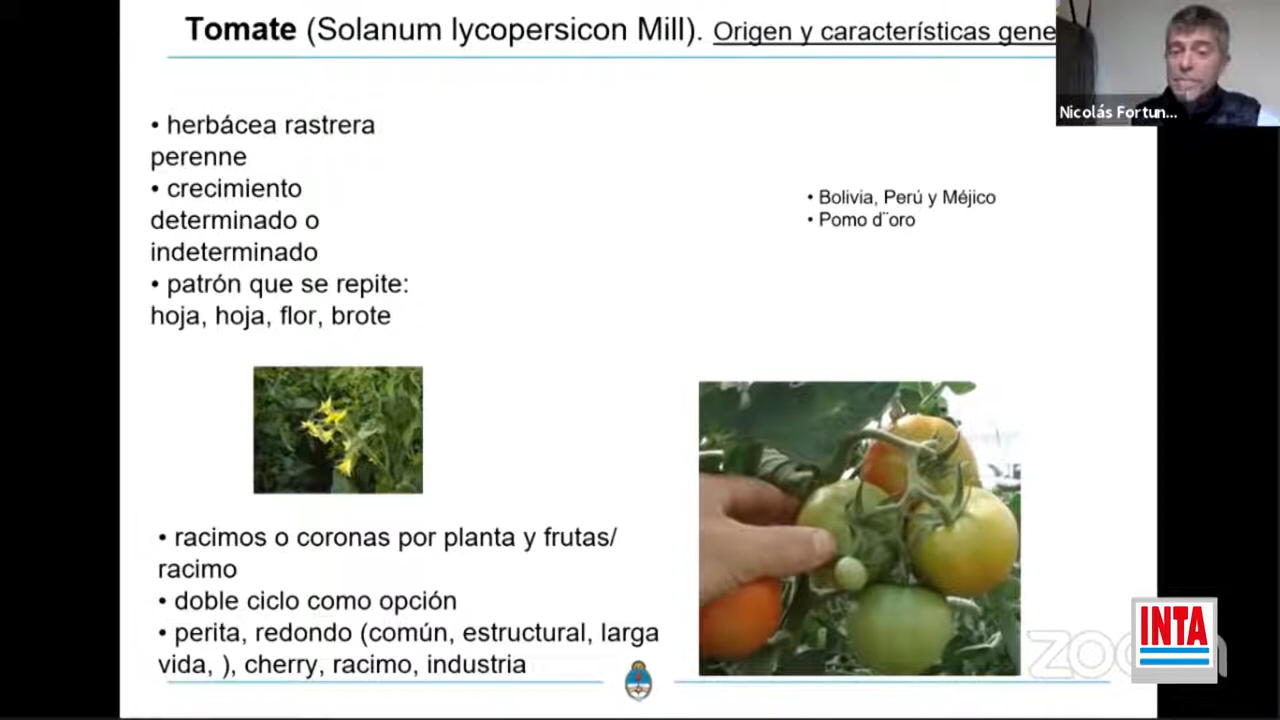 Tomate (Solanum lycopersicon Mill). Origen y características gene
Nicolás Fortun...
• herbácea rastrera
perenne
• crecimiento
determinado o
indeterminado
• patrón que se repite:
hoja, hoja, flor, brote
• Bolivia, Perú y Méjico
• Pomo d¨oro
• racimos o coronas por planta y frutas/
racimo
• doble ciclo como opción
• perita, redondo (común, estructural, larga
vida, ), cherry, racimo, industria
INTA
zoom